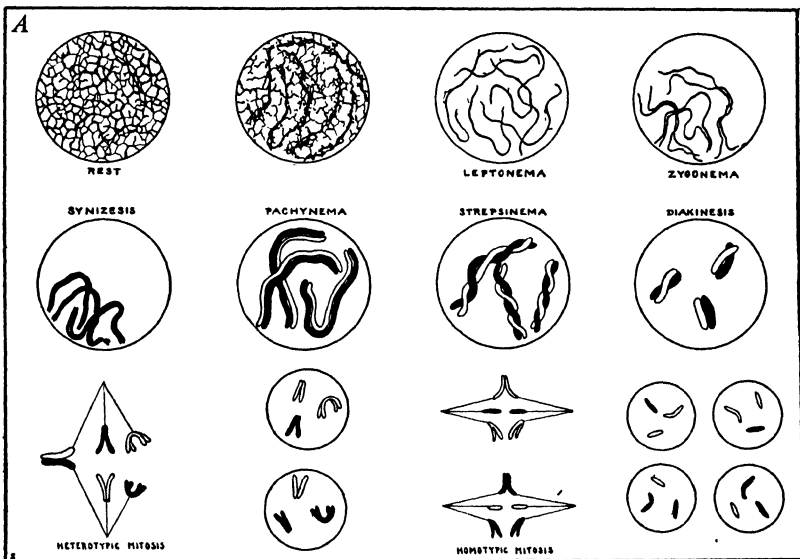 A
REST
LEPTONEMA
ZYGONEMA
SYNIZESIS
PACHYNEMA
STREPSINEMA
DIAKINESIS
HETEROTYPIC MITOSIS
HOMOTYPIC MITOSIS